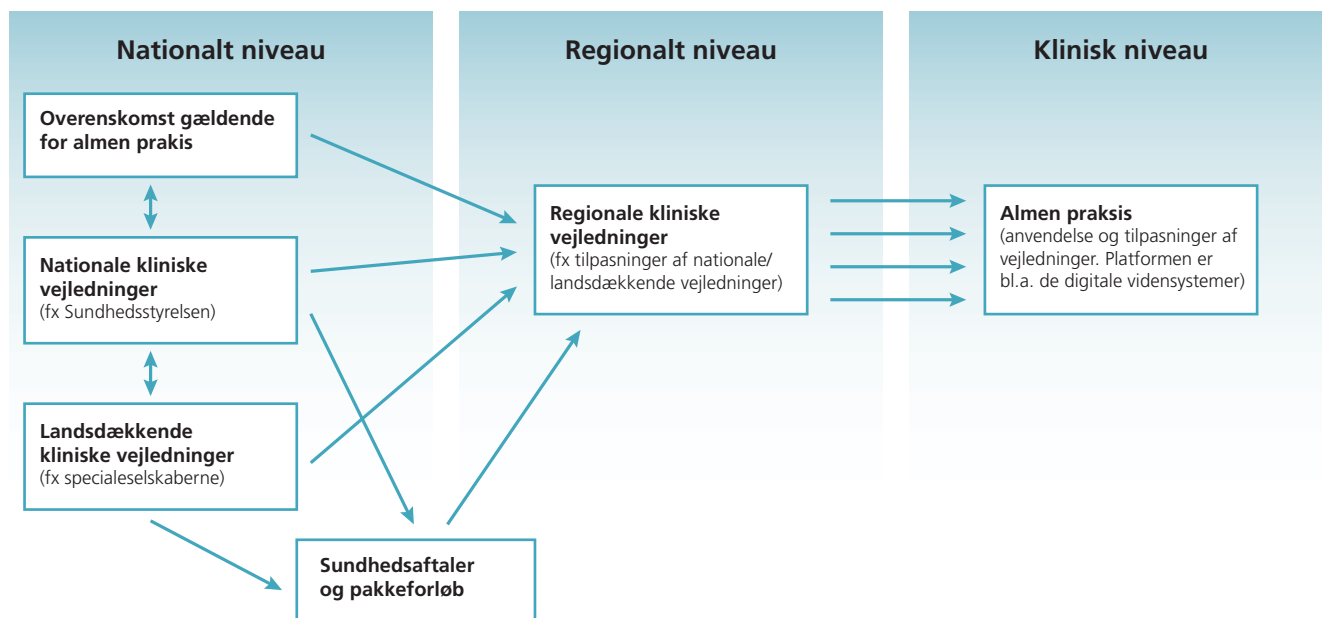 Nationalt niveau
Overenskomst gældende
for almen prakis
Nationale kliniske
vejledninger
(fx Sundhedsstyrelsen)
Landsdækkende
kliniske vejledninger
(fx specialeselskaberne)
Sundhedsaftaler
og pakkeforløb
Regionalt niveau
Regionale kliniske
vejledninger
(fx tilpasninger af nationale/
landsdækkende vejledninger)
Klinisk niveau
Almen praksis
(anvendelse og tilpasninger af
vejledninger. Platformen er
bl.a. de digitale vidensystemer)